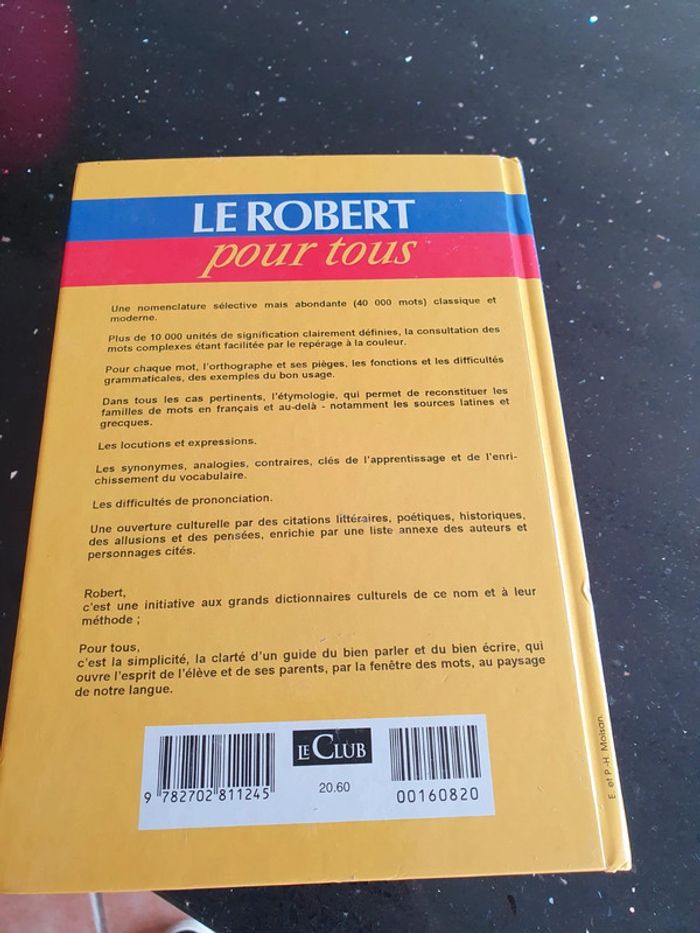 LE ROBERT
pour tous
Une nomenclature sélective mais abondante (40 000 mots) classique et
moderne.
Plus de 10 000 unités de signification clairement définies, la consultation des
mots complexes étant facilitée par le repérage à la couleur.
Pour chaque mot, l'orthographe et ses pièges, les fonctions et les difficultés
grammaticales, des exemples du bon usage.
Dans tous les cas pertinents, l'étymologie, qui permet de reconstituer les
familles de mots en français et au-delà - notamment les sources latines et
grecques.
Les locutions et expressions.
Les synonymes, analogies, contraires, clés de l'apprentissage et de l'enri-
chissement du vocabulaire.
Les difficultés de prononciation.
Une ouverture culturelle par des citations littéraires, poétiques, historiques,
des allusions et des pensées, enrichie par une liste annexe des auteurs et
personnages cités.
Robert,
c'est une initiative aux grands dictionnaires culturels de ce nom et à leur
méthode ;
Pour tous,
c'est la simplicité, la clarté d'un guide du bien parler et du bien écrire, qui
ouvre l'esprit de l'élève et de ses parents, par la fenêtre des mots, au paysage
de notre langue.
LE CLUB
20.60
9 782702 811245
00160820
E. et P.-H. Moisan.